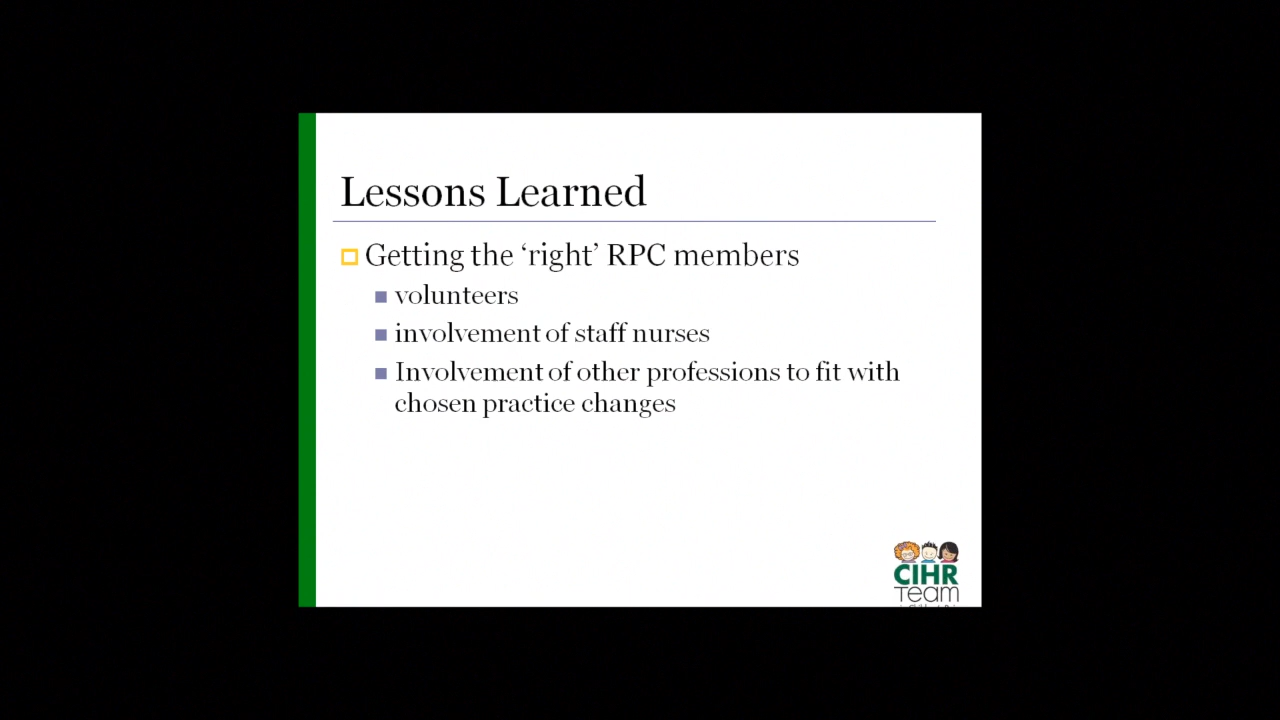 Lessons Learned
Getting the ‘right’ RPC members
volunteers
involvement of staff nurses
Involvement of other professions to fit with
chosen practice changes
CIHR
Team